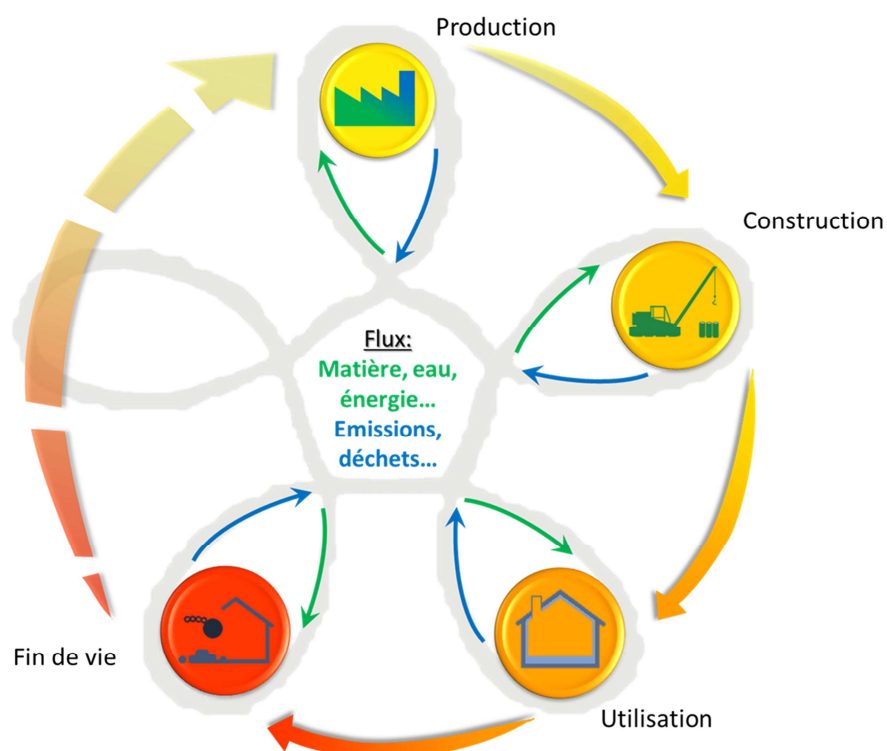 Production
Construction
Flux:
Matière, eau,
énergie...
Emissions,
déchets...
Fin de vie
Utilisation